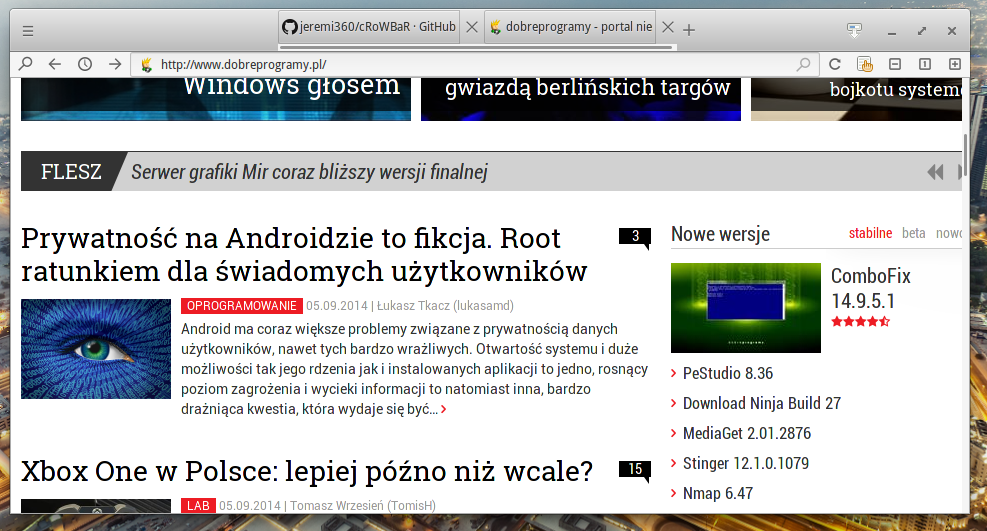 jeremi360/cRoWBaR · GitHub
dobreprogramy - portal nie
http://www.dobreprogramy.pl/
Windows głosem
gwiazdą berlińskich targów
bojkotu systeme
FLESZ
Serwer grafiki Mir coraz bliższy wersji finalnej
Prywatność na Androidzie to fikcja. Root
ratunkiem dla świadomych użytkowników
3
OPROGRAMOWANIE 05.09.2014 | Łukasz Tkacz (lukasamd)
Android ma coraz większe problemy związane z prywatnością danych
użytkowników, nawet tych bardzo wrażliwych. Otwartość systemu i duże
możliwości tak jego rdzenia jak i instalowanych aplikacji to jedno, rosnący
poziom zagrożenia i wycieki informacji to natomiast inna, bardzo
drażniąca kwestia, która wydaje się być...
Xbox One w Polsce: lepiej późno niż wcale?
15
LAB 05.09.2014 | Tomasz Wrzesień (TomisH)
Nowe wersje
stabilne beta nowo
ComboFix
14.9.5.1
PeStudio 8.36
Download Ninja Build 27
MediaGet 2.01.2876
Stinger 12.1.0.1079
Nmap 6.47